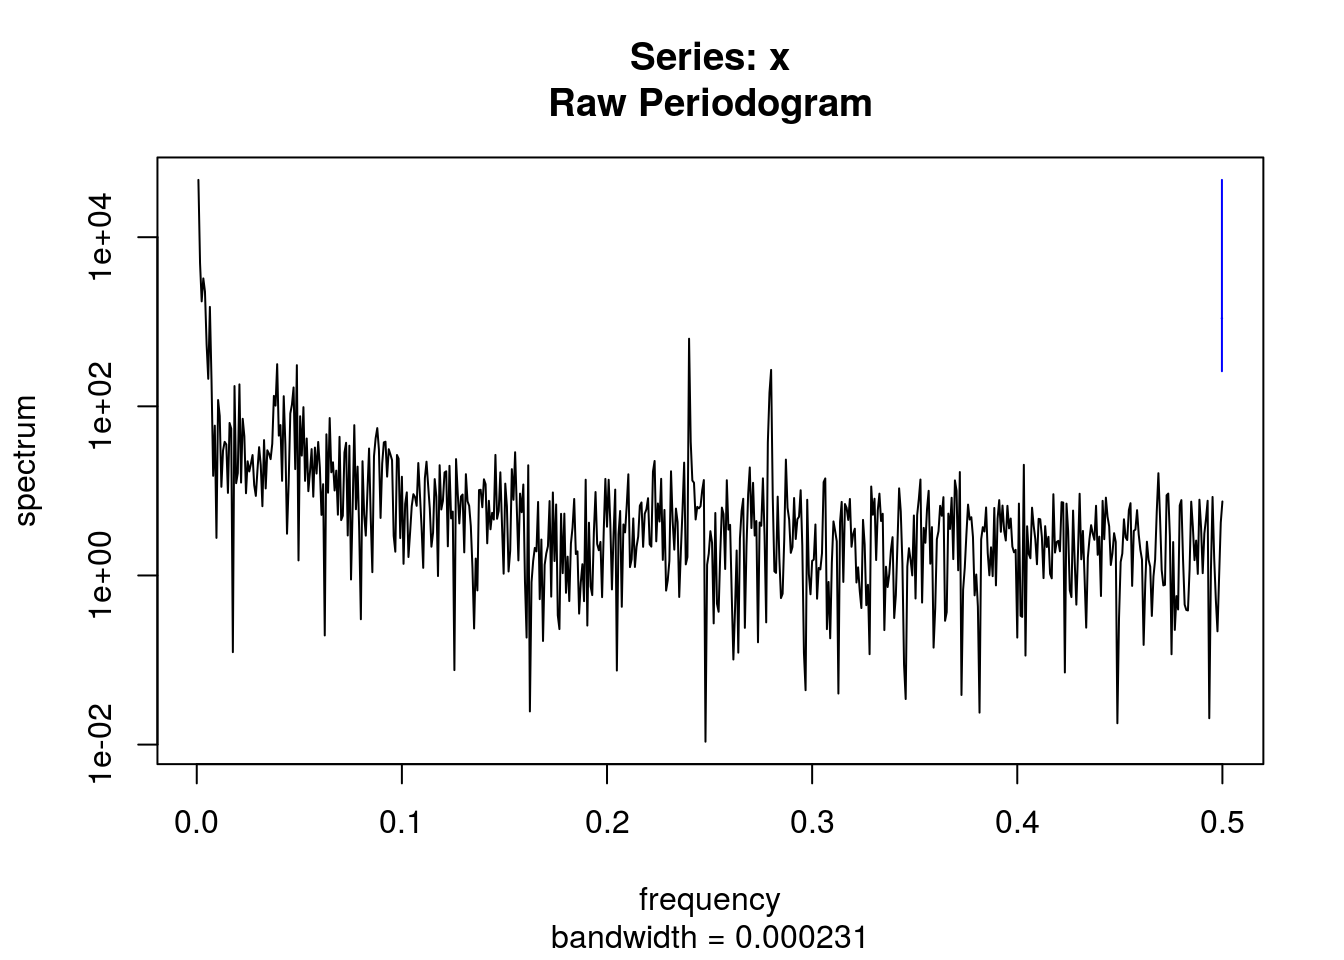 Series: x
Raw Periodogram
spectrum
1e+04
1e+02
1e+00
1e-02
0.0 0.1 0.2 0.3 0.4 0.5
frequency
bandwidth = 0.000231